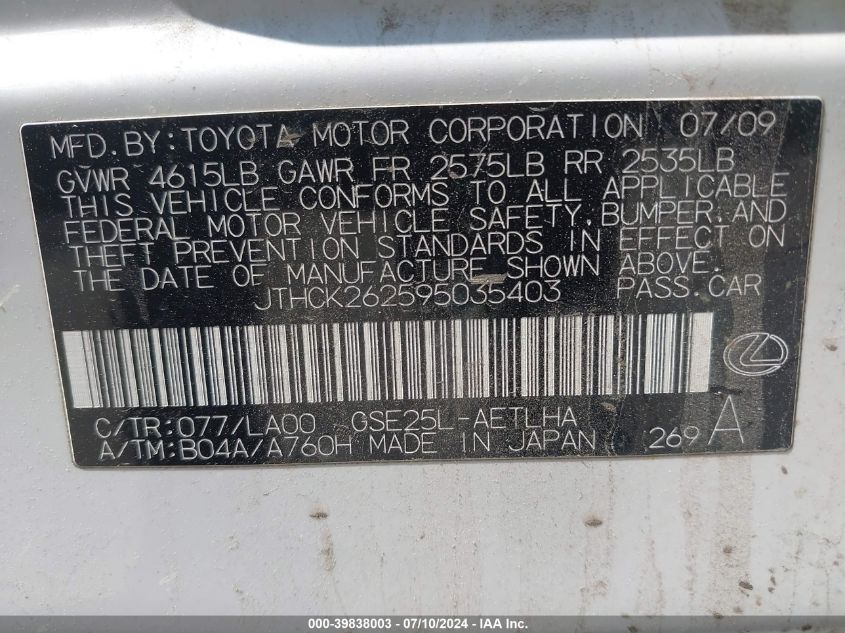 MFD.BY:TOYOTA MOTOR CORPORATION 07/09
GVWR 4615LB GAWR FR 2575LB RR 2535LB
THIS VEHICLE CONFORMS TO ALL APPLICABLE
FEDERAL MOTOR VEHICLE SAFETY,BUMPER,AND
THEFT PREVENTION STANDARDS IN EFFECT ON
THE DATE OF MANUFACTURE SHOWN ABOVE.
JTHCK262595035403 PASS.CAR
C/TR:077/LA00 GSE25L-AETLHA
A/TM:B04A/A760H MADE IN JAPAN 269 A
000-39838003 - 07/10/2024 - IAA Inc.